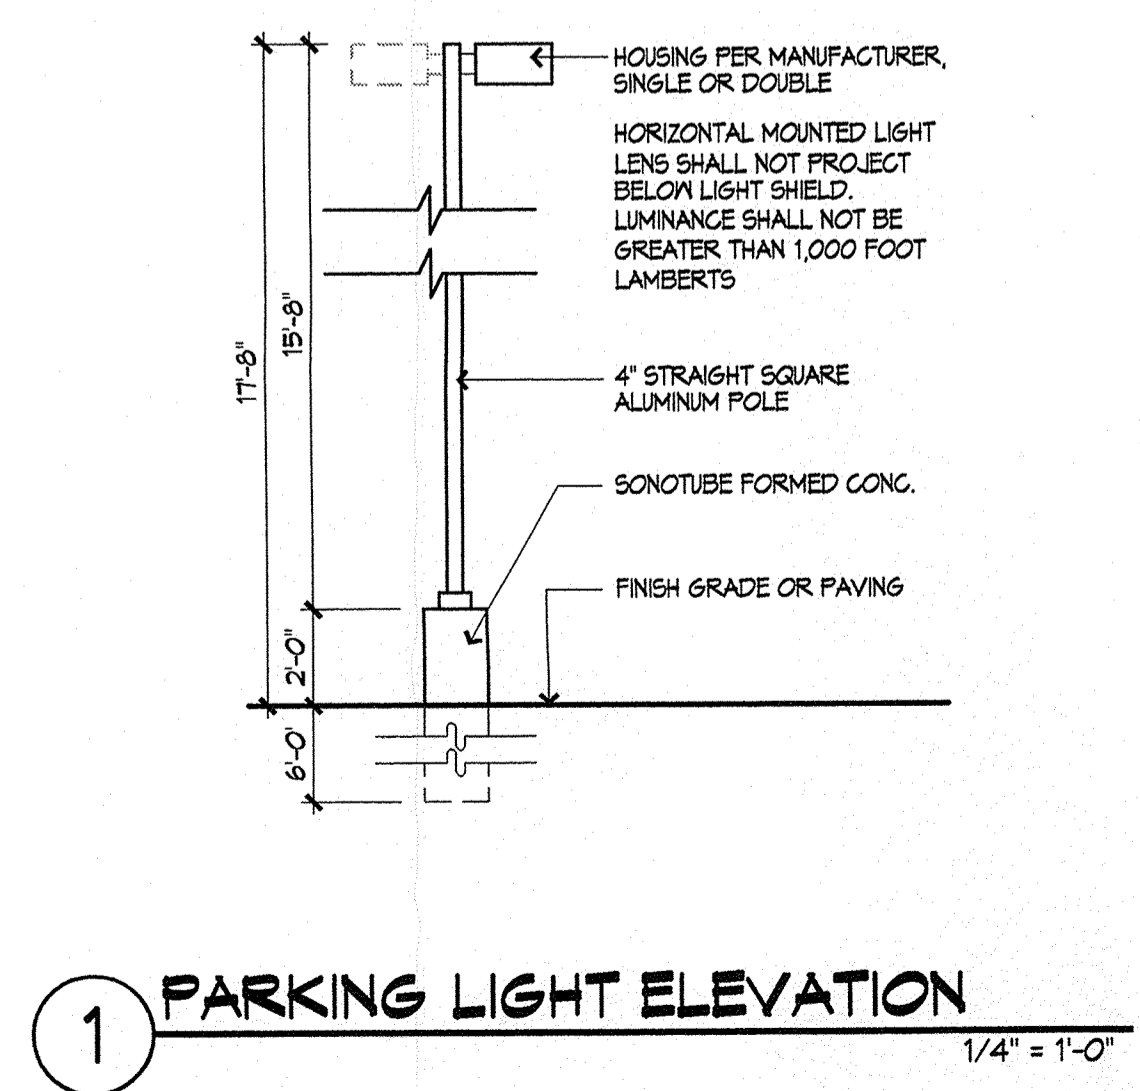 HOUSING PER MANUFACTURER,
SINGLE OR DOUBLE
HORIZONTAL MOUNTED LIGHT
LENS SHALL NOT PROJECT
BELOW LIGHT SHIELD.
LUMINANCE SHALL NOT BE
GREATER THAN 1,000 FOOT
LAMBERTS
17'-8"
15'-8"
4" STRAIGHT SQUARE
ALUMINUM POLE
SONOTUBE FORMED CONC.
FINISH GRADE OR PAVING
2'-0"
6'-0'
1
PARKING LIGHT ELEVATION
1/4" = 1'-0"